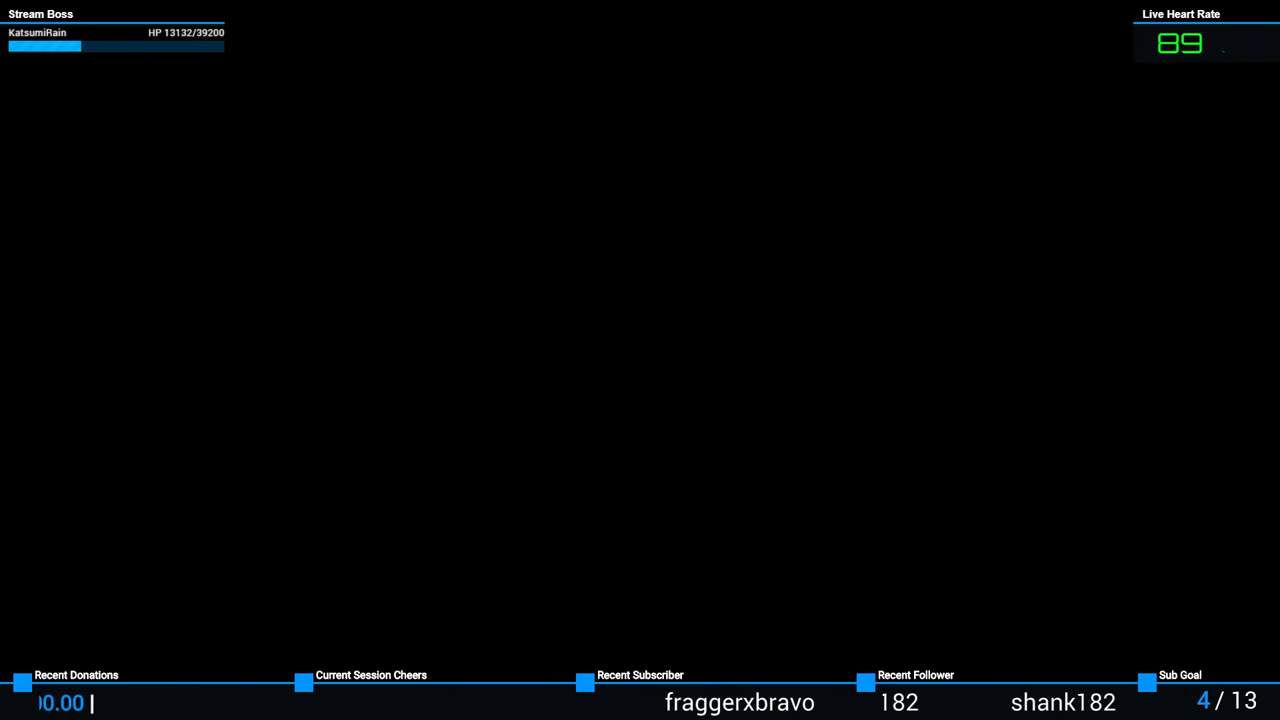 Stream Boss
KatsumiRain HP 13132/39200
Live Heart Rate
89
Recent Donations
00.00 |
Current Session Cheers
Recent Subscriber
fraggerxbravo
Recent Follower
182 shank182
Sub Goal
4 / 13